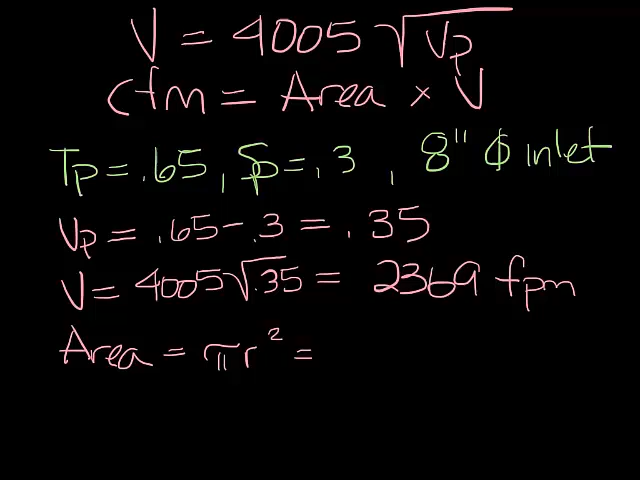 V = 4005 √Vp
cfm = Area × V
Tp = .65, Sp = .3, 8" ϕ inlet
Vp = .65 - .3 = .35
V = 4005 √.35 = 2369 fpm
Area = πr² =